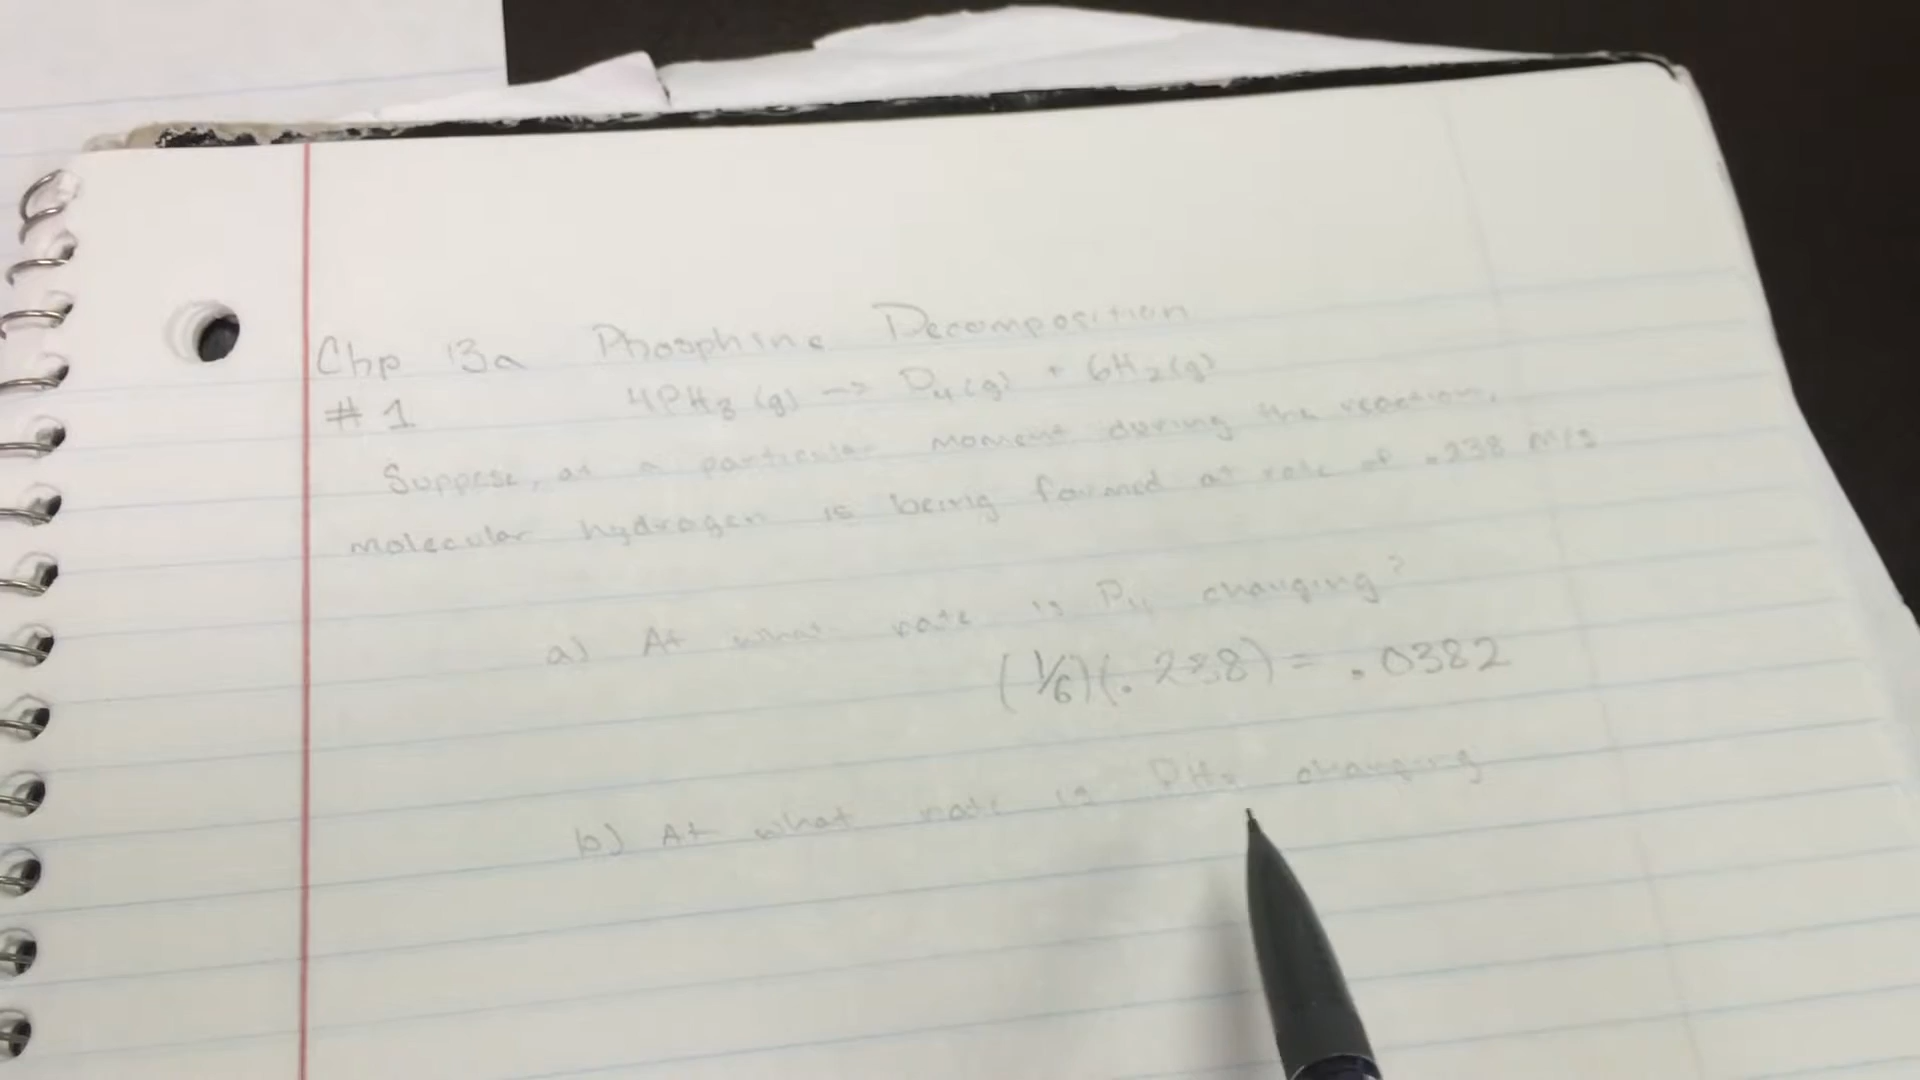 Chp 13a Phosphine Decomposition
#1 4PH3 (g) -> P4(g) + 6H2(g)
Suppose, at a particular moment during the reaction,
molecular hydrogen is being formed at rate of .238 M/s
a) At what rate is P4 changing?
(1/6)(.238) = .0382
b) At what rate is PH3 changing